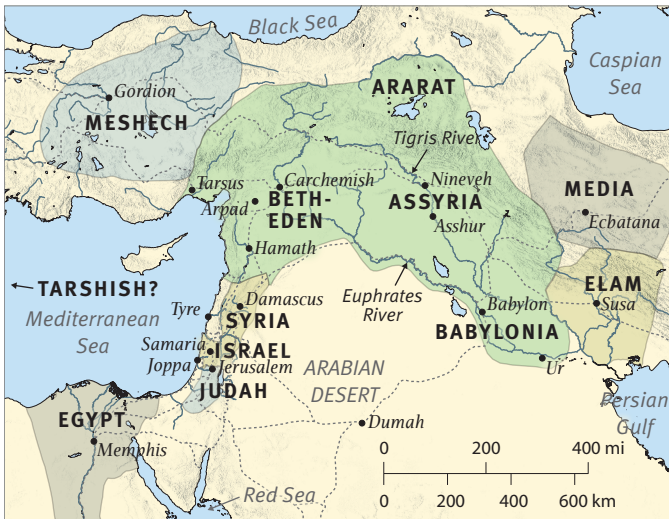 Black Sea
Caspian
Sea
ARARAT
Gordion
MESHECH
Tigris River
Tarsus
Carchemish
Nineveh
MEDIA
Arpad
BETH-
EDEN
ASSYRIA
Asshur
Ecbatana
Hamath
ELAM
TARSHISH?
Damascus
Euphrates
River
Babylon
Susa
Mediterranean
Sea
Tyre
SYRIA
BABYLONIA
Samaria
ISRAEL
Joppa
Jerusalem
ARABIAN
DESERT
Ur
JUDAH
Persian
Gulf
EGYPT
Dumah
Memphis
0 200 400 mi
0 200 400 600 km
Red Sea